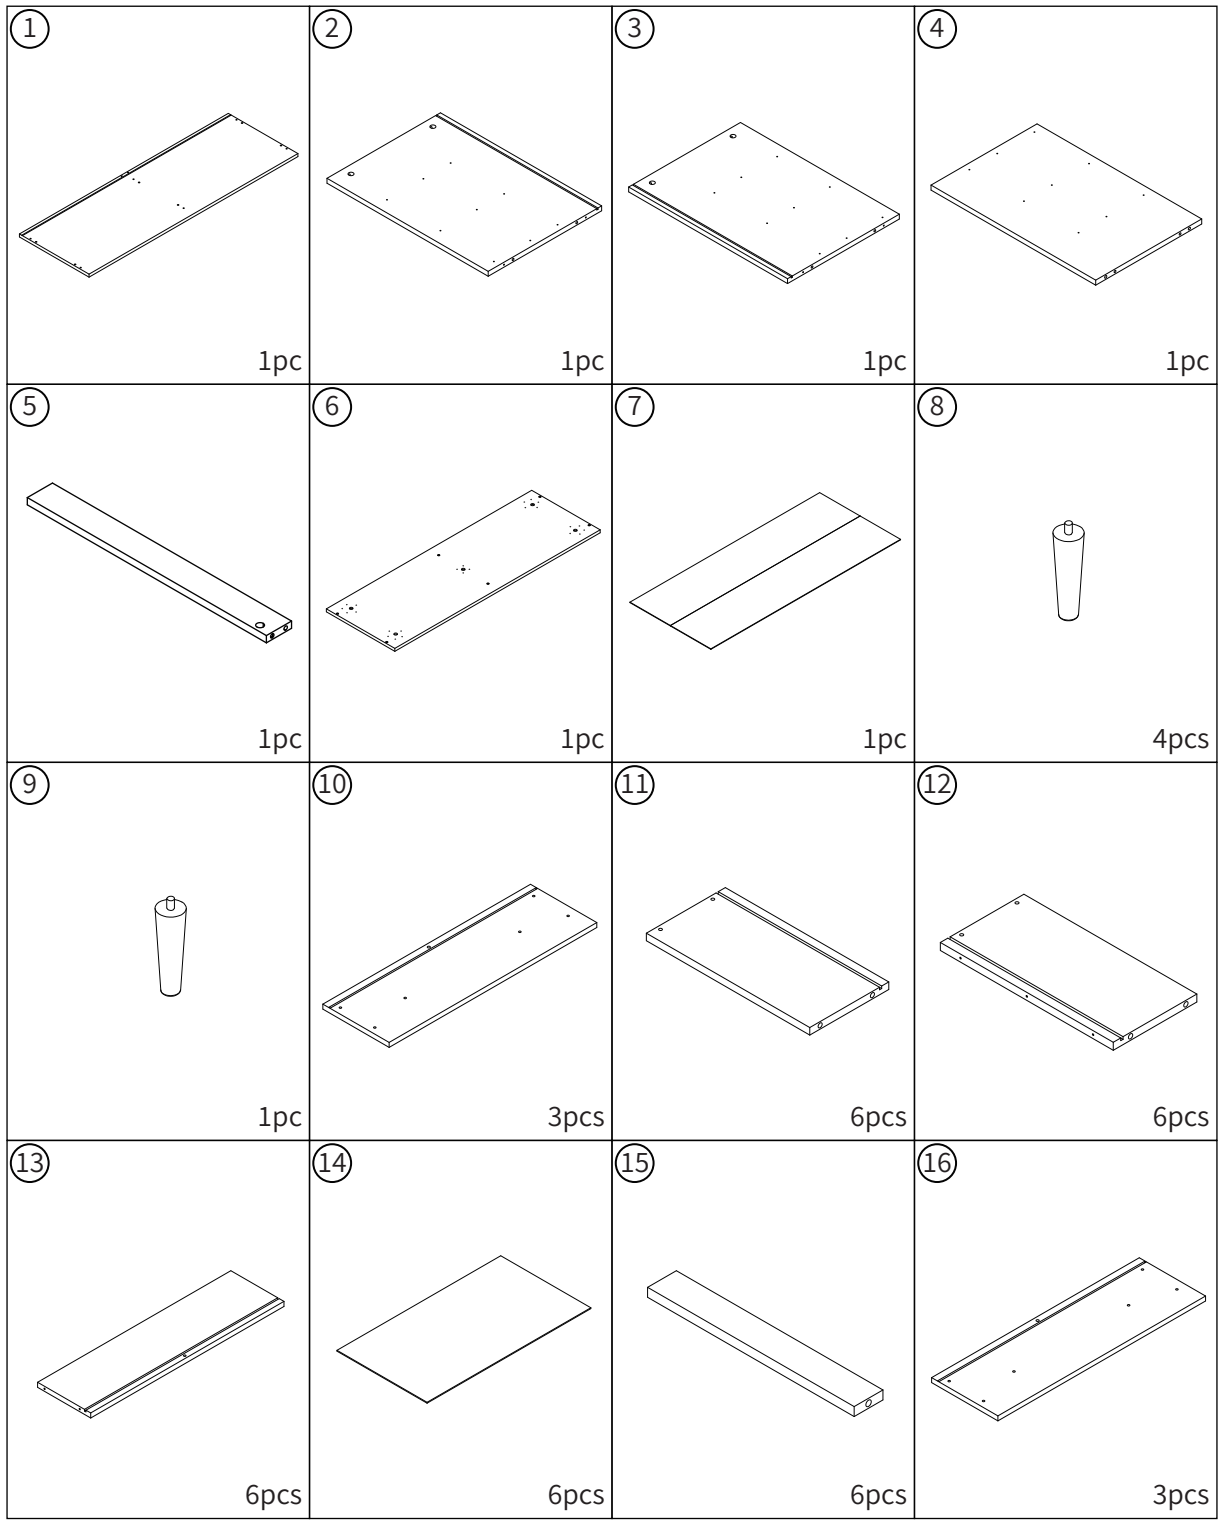 1 2 3 4
1pc 1pc 1pc 1pc
5 6 7 8
1pc 1pc 1pc 4pcs
9 10 11 12
1pc 3pcs 6pcs 6pcs
13 14 15 16
6pcs 6pcs 6pcs 3pcs